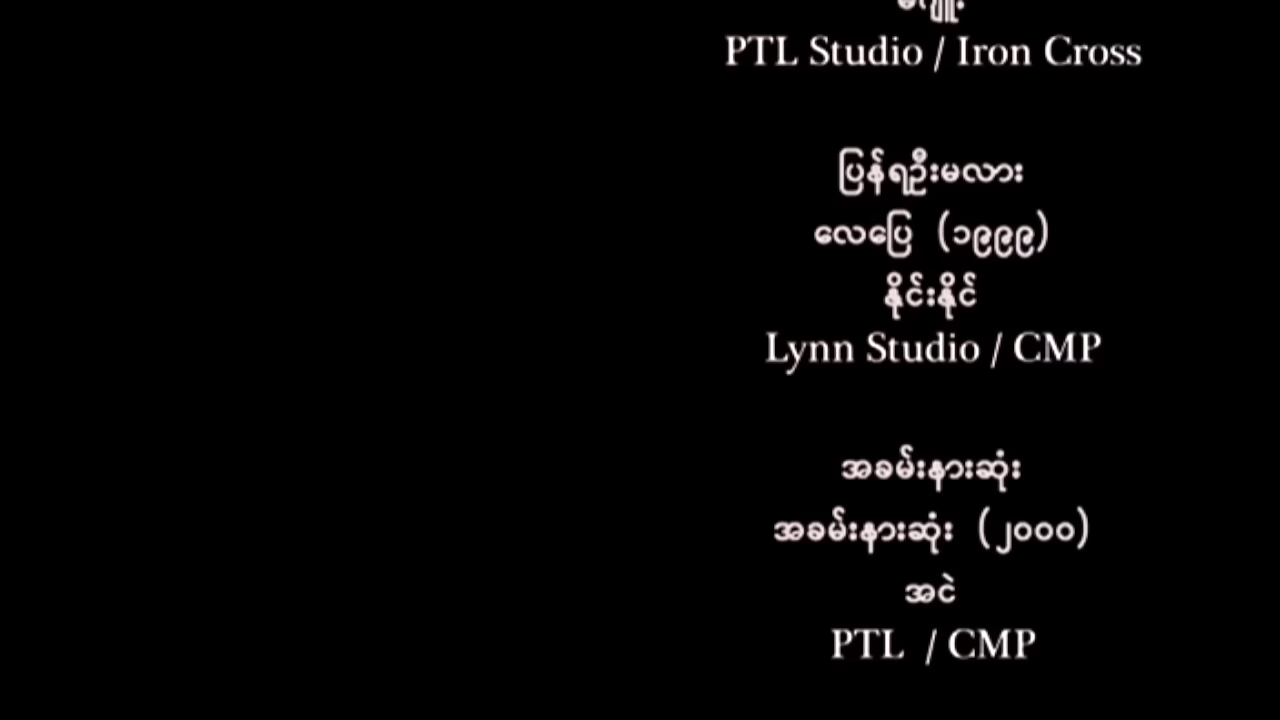 PTL Studio / Iron Cross
ပြန်ရဦးမလား
လေပြေ (၁၉၉၉)
နိုင်းနိုင်
Lynn Studio / CMP
အခမ်းနားဆုံး
အခမ်းနားဆုံး (၂၀၀၀)
အငဲ
PTL / CMP